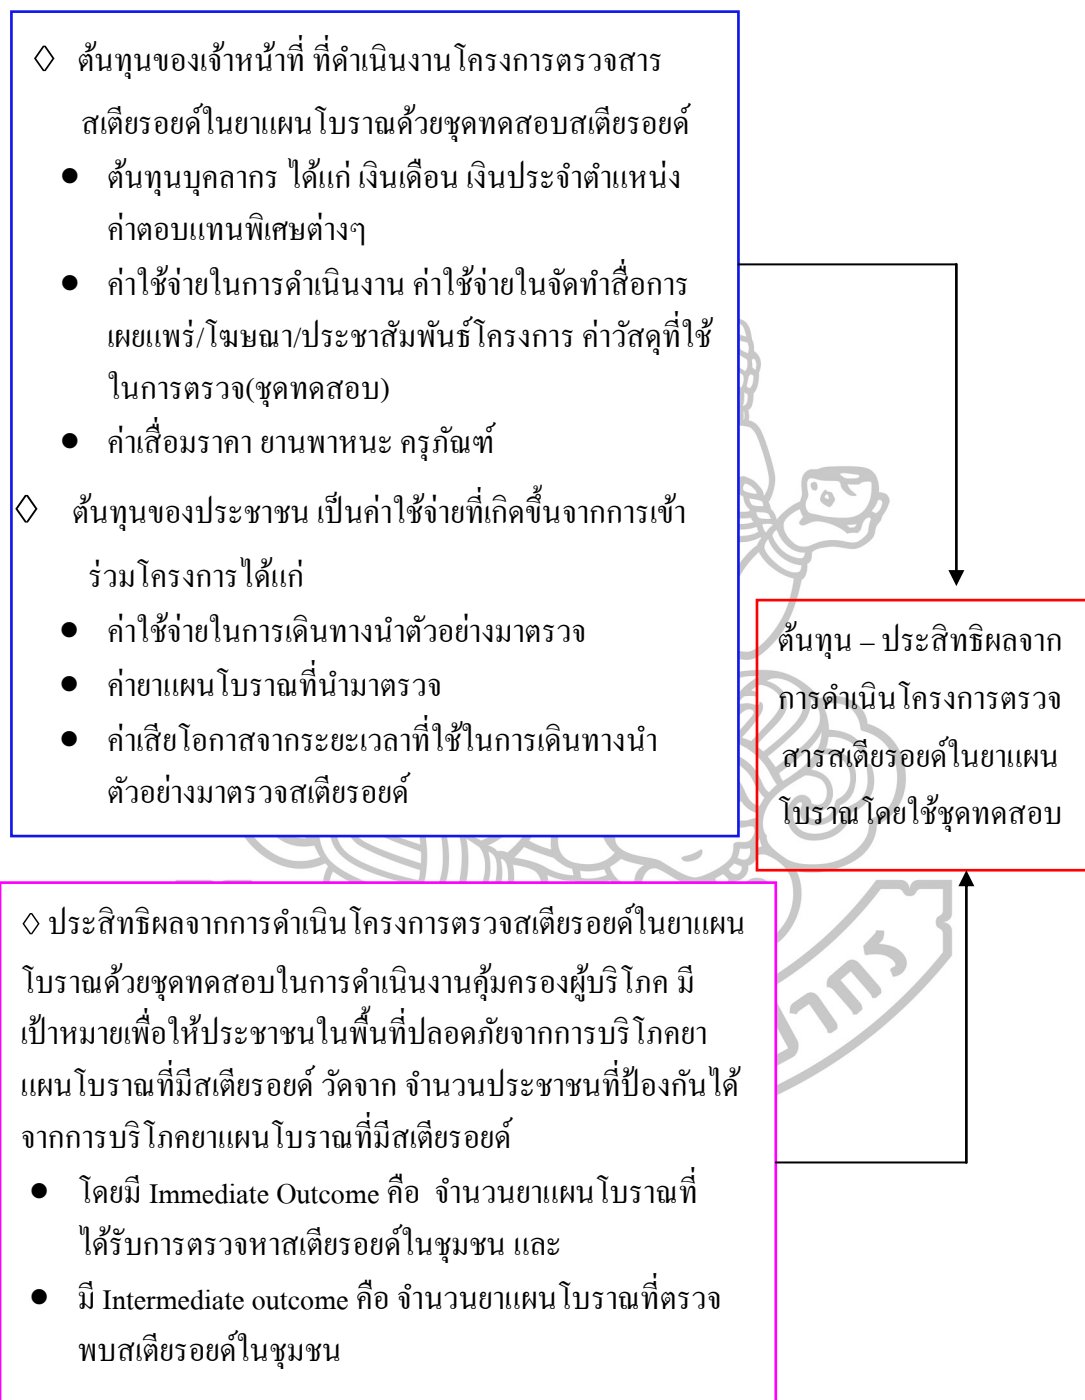 ◊ ต้นทุนของเจ้าหน้าที่ ที่ดำเนินงานโครงการตรวจสาร
สเตียรอยด์ในยาแผนโบราณด้วยชุดทดสอบสเตียรอยด์
● ต้นทุนบุคลากร ได้แก่ เงินเดือน เงินประจำตำแหน่ง
ค่าตอบแทนพิเศษต่างๆ
● ค่าใช้จ่ายในการดำเนินงาน ค่าใช้จ่ายในจัดทำสื่อการ
เผยแพร่/โฆษณา/ประชาสัมพันธ์โครงการ ค่าวัสดุที่ใช้
ในการตรวจ(ชุดทดสอบ)
● ค่าเสื่อมราคา ยานพาหนะ ครุภัณฑ์
◊ ต้นทุนของประชาชน เป็นค่าใช้จ่ายที่เกิดขึ้นจากการเข้า
ร่วมโครงการได้แก่
● ค่าใช้จ่ายในการเดินทางนำตัวอย่างมาตรวจ
● ค่ายาแผนโบราณที่นำมาตรวจ
● ค่าเสียโอกาสจากระยะเวลาที่ใช้ในการเดินทางนำ
ตัวอย่างมาตรวจสเตียรอยด์
ต้นทุน – ประสิทธิผลจาก
การดำเนินโครงการตรวจ
สารสเตียรอยด์ในยาแผน
โบราณโดยใช้ชุดทดสอบ
◊ ประสิทธิผลจากการดำเนินโครงการตรวจสเตียรอยด์ในยาแผน
โบราณด้วยชุดทดสอบในการดำเนินงานคุ้มครองผู้บริโภค มี
เป้าหมายเพื่อให้ประชาชนในพื้นที่ปลอดภัยจากการบริโภคยา
แผนโบราณที่มีสเตียรอยด์ วัดจาก จำนวนประชาชนที่ป้องกันได้
จากการบริโภคยาแผนโบราณที่มีสเตียรอยด์
● โดยมี Immediate Outcome คือ จำนวนยาแผนโบราณที่
ได้รับการตรวจหาสเตียรอยด์ในชุมชน และ
● มี Intermediate outcome คือ จำนวนยาแผนโบราณที่ตรวจ
พบสเตียรอยด์ในชุมชน